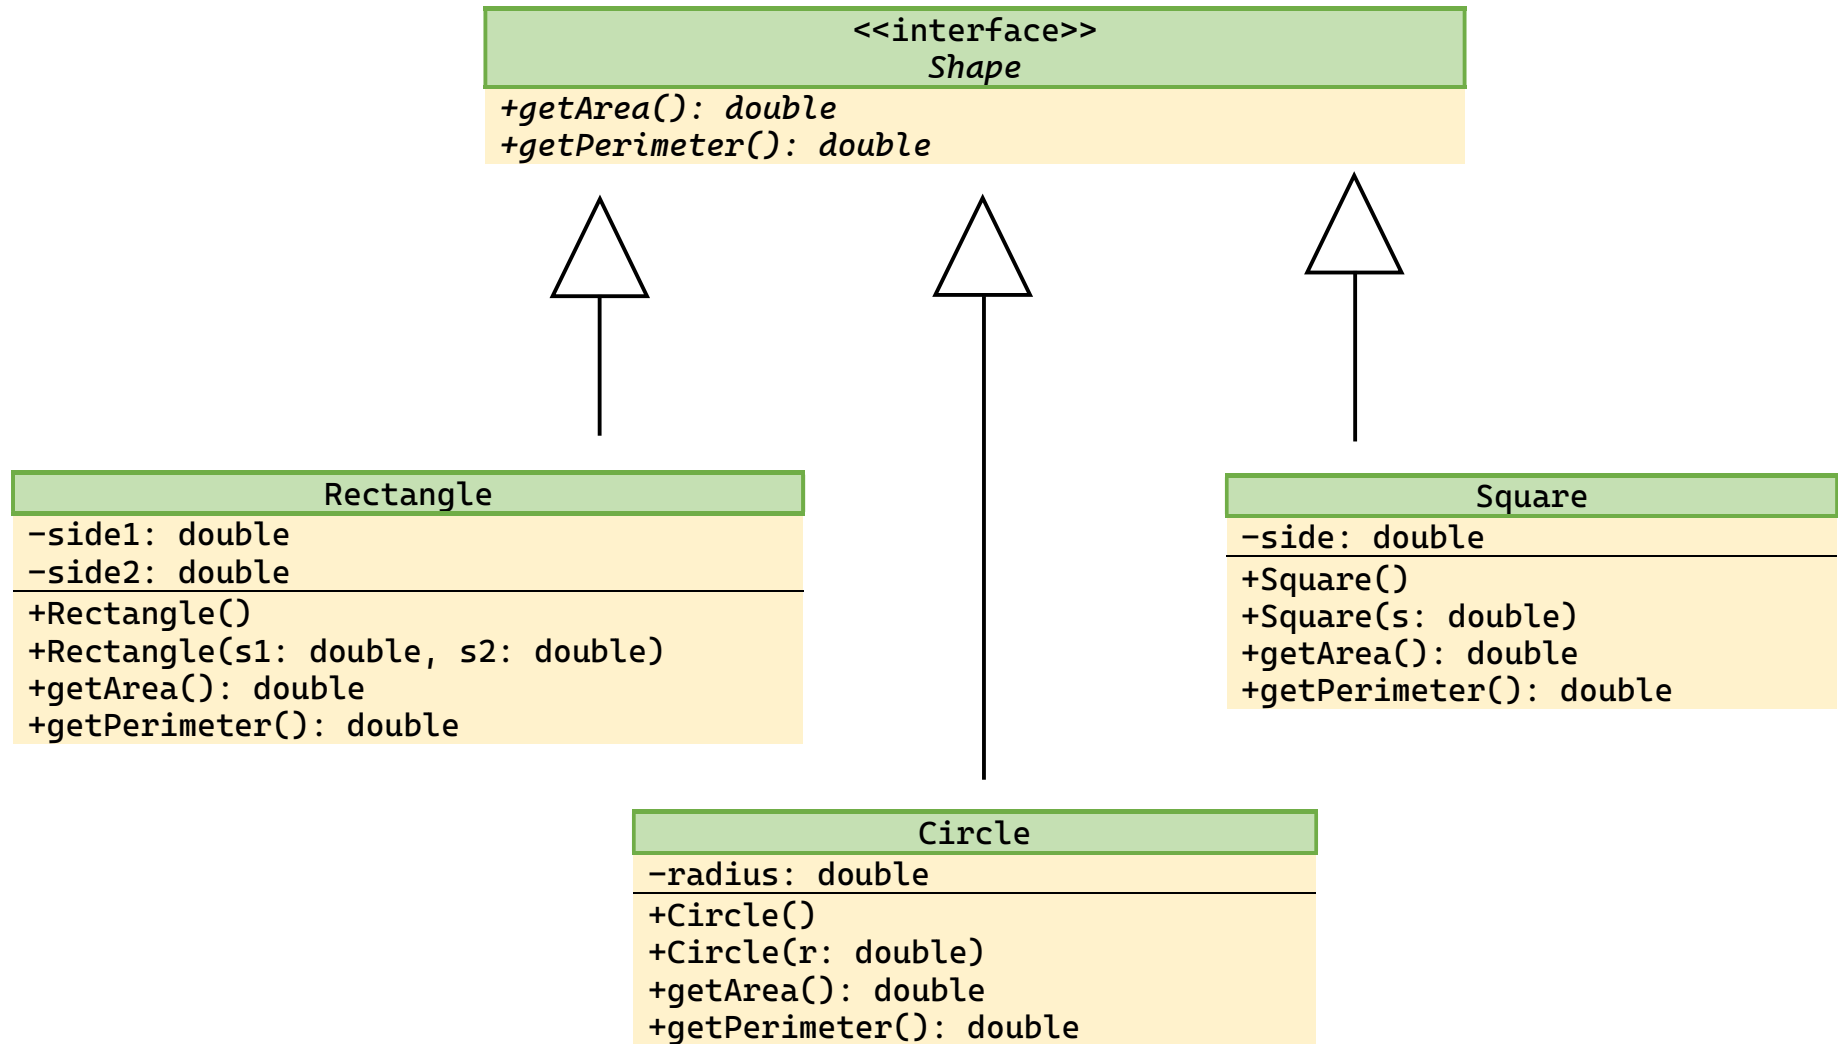 <<interface>>
Shape
+getArea(): double
+getPerimeter(): double
Rectangle
-side1: double
-side2: double
+Rectangle()
+Rectangle(s1: double, s2: double)
+getArea(): double
+getPerimeter(): double
Square
-side: double
+Square()
+Square(s: double)
+getArea(): double
+getPerimeter(): double
Circle
-radius: double
+Circle()
+Circle(r: double)
+getArea(): double
+getPerimeter(): double